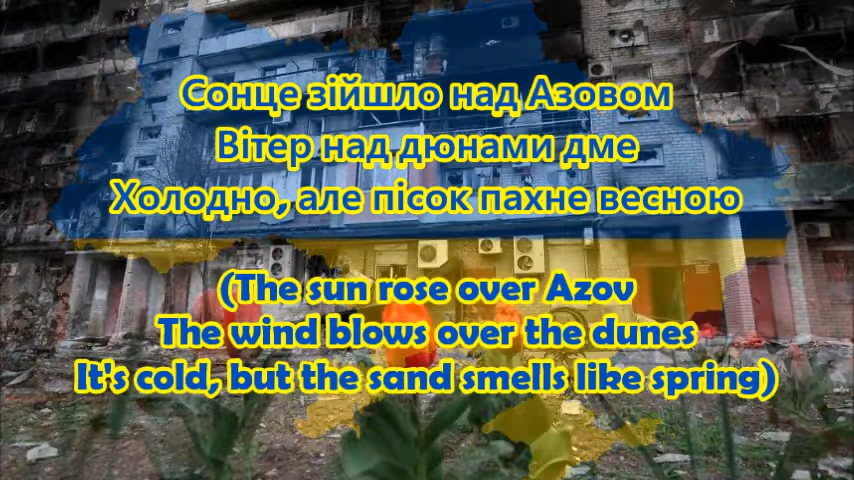 Сонце зійшло над Азовом
Вітер над дюнами дме
Холодно, але пісок пахне весною
(The sun rose over Azov
The wind blows over the dunes
It's cold, but the sand smells like spring)